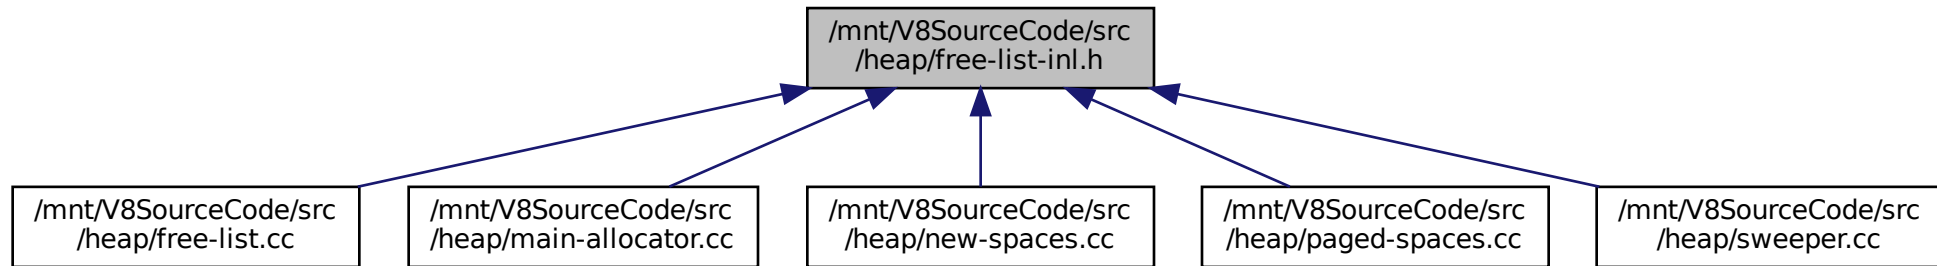 /mnt/V8SourceCode/src
/heap/free-list-inl.h
/mnt/V8SourceCode/src
/heap/free-list.cc
/mnt/V8SourceCode/src
/heap/main-allocator.cc
/mnt/V8SourceCode/src
/heap/new-spaces.cc
/mnt/V8SourceCode/src
/heap/paged-spaces.cc
/mnt/V8SourceCode/src
/heap/sweeper.cc